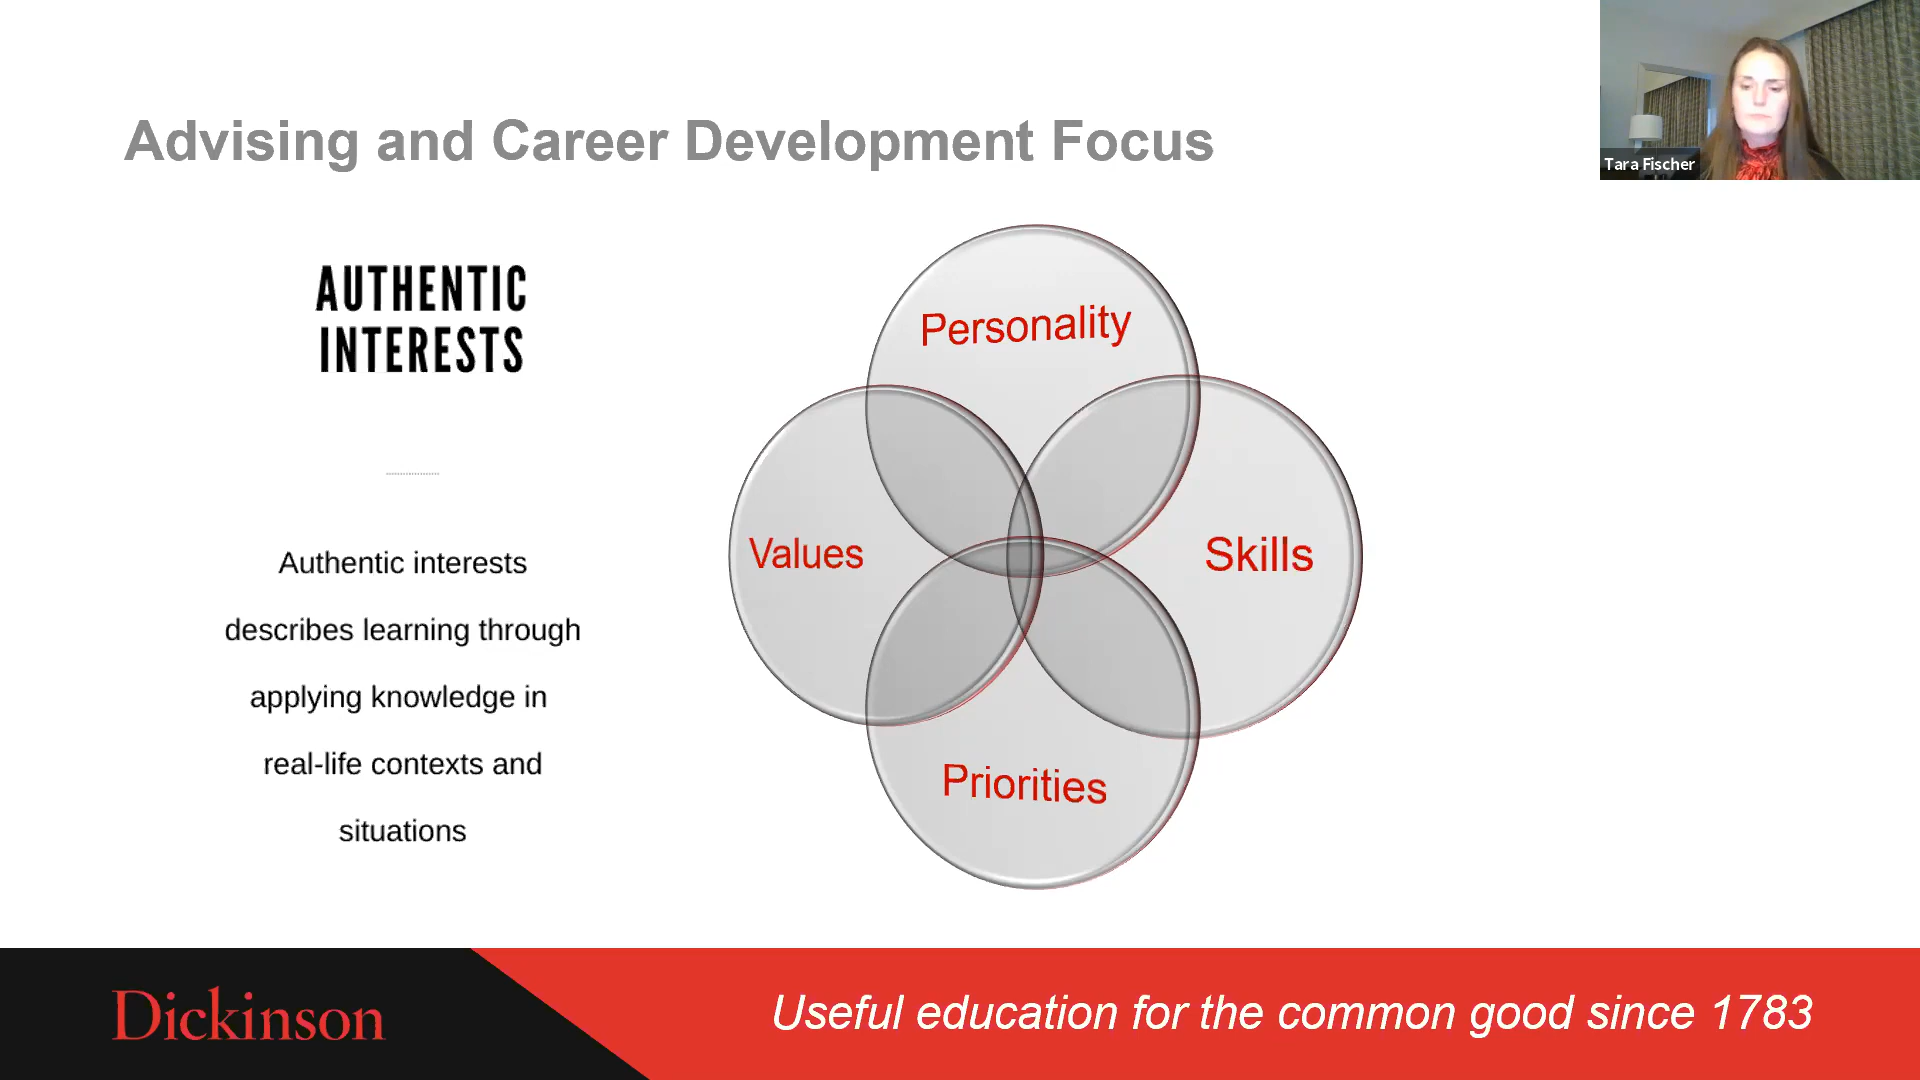 Advising and Career Development Focus
Tara Fischer
AUTHENTIC
INTERESTS
Authentic interests
describes learning through
applying knowledge in
real-life contexts and
situations
Personality
Values
Skills
Priorities
Dickinson
Useful education for the common good since 1783